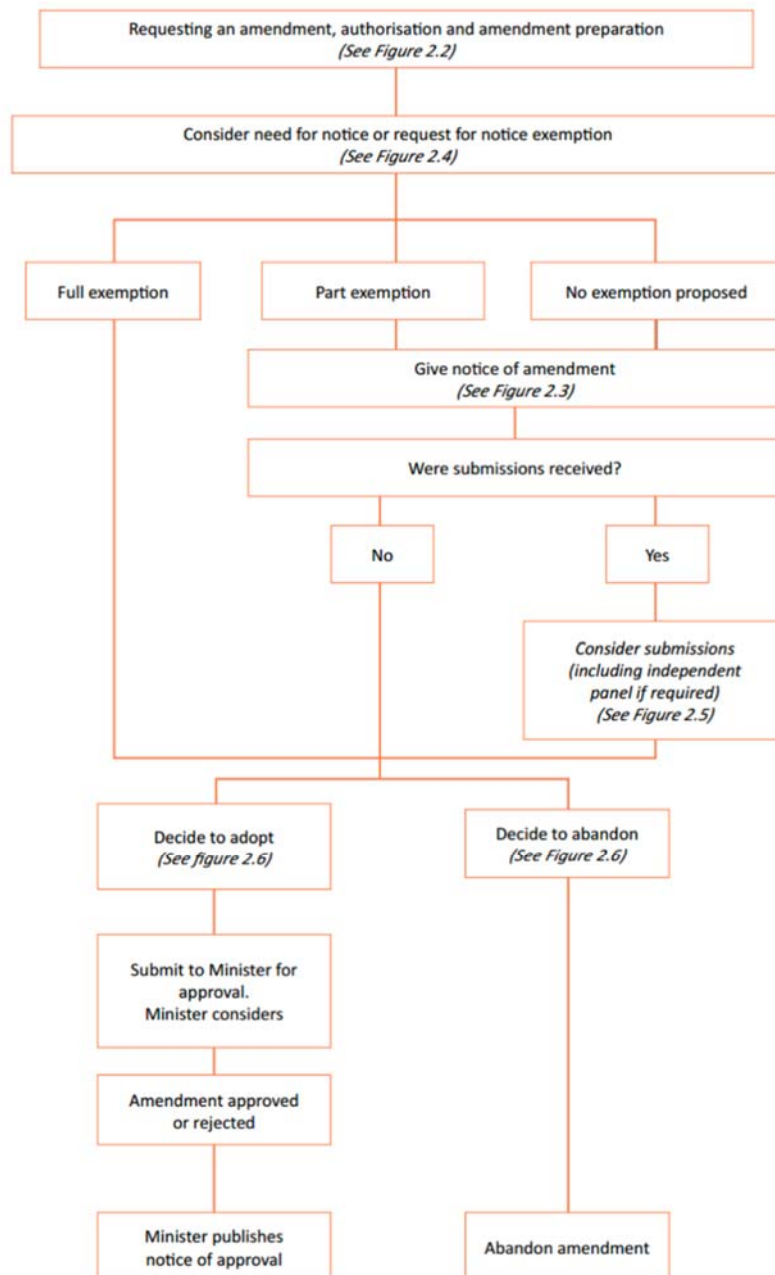 Requesting an amendment, authorisation and amendment preparation
(See Figure 2.2)
Consider need for notice or request for notice exemption
(See Figure 2.4)
Full exemption
Part exemption
No exemption proposed
Give notice of amendment
(See Figure 2.3)
Were submissions received?
No
Yes
Consider submissions
(including independent
panel if required)
(See Figure 2.5)
Decide to adopt
(See figure 2.6)
Decide to abandon
(See Figure 2.6)
Submit to Minister for
approval.
Minister considers
Amendment approved
or rejected
Minister publishes
notice of approval
Abandon amendment